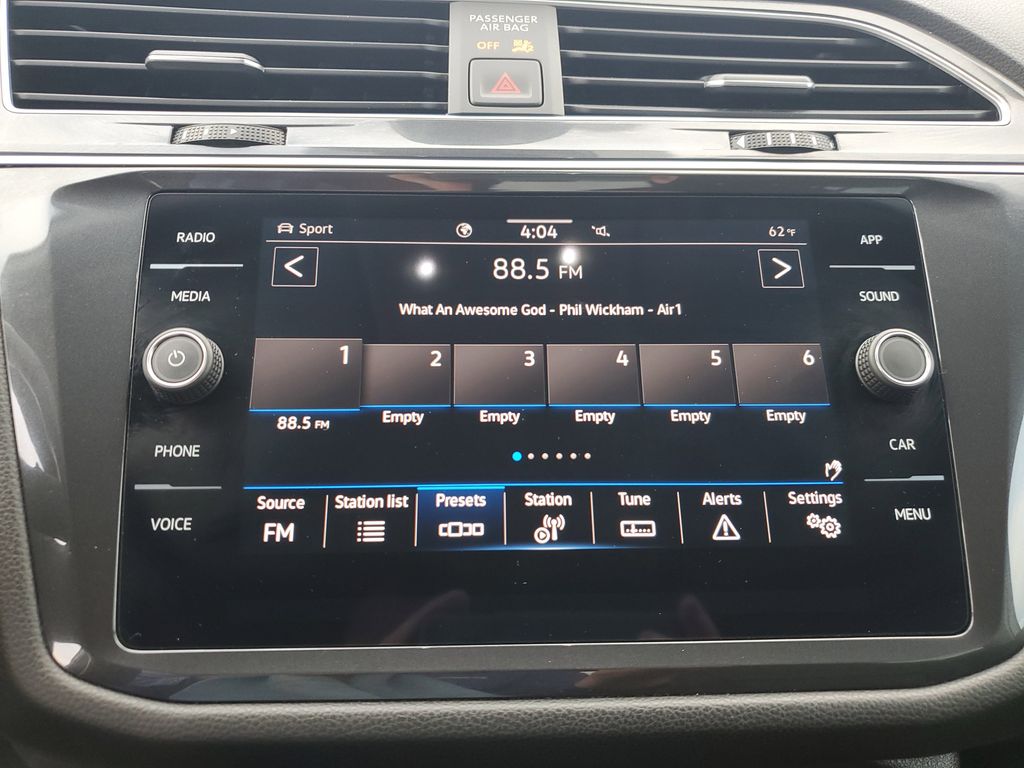 PASSENGER
AIR BAG
OFF
RADIO
MEDIA
PHONE
VOICE
Sport
4:04
62°F
88.5 FM
What An Awesome God - Phil Wickham - Air1
1 2 3 4 5 6
88.5 FM Empty Empty Empty Empty Empty
Source Station list Presets Station Tune Alerts Settings
FM
APP
SOUND
CAR
MENU